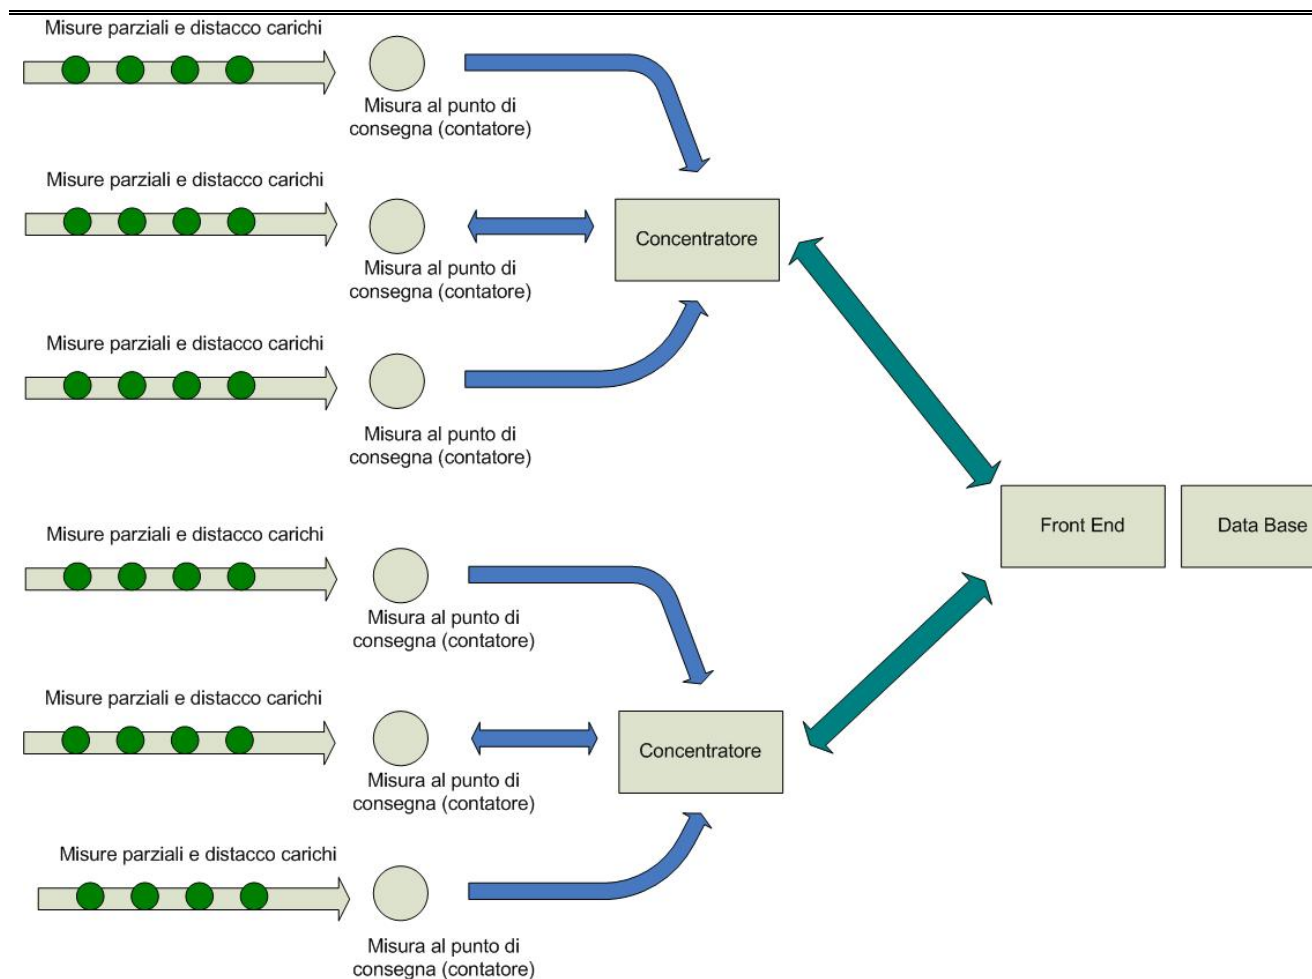 Misure parziali e distacco carichi
Misura al punto di
consegna (contatore)
Misure parziali e distacco carichi
Concentratore
Misura al punto di
consegna (contatore)
Misure parziali e distacco carichi
Misura al punto di
consegna (contatore)
Front End
Data Base
Misure parziali e distacco carichi
Misura al punto di
consegna (contatore)
Misure parziali e distacco carichi
Concentratore
Misura al punto di
consegna (contatore)
Misure parziali e distacco carichi
Misura al punto di
consegna (contatore)